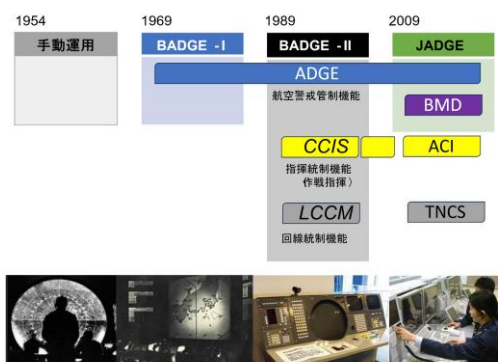 1954 1969 1989 2009
手動運用 BADGE -I BADGE -II JADGE
ADGE
航空警戒管制機能
BMD
CCIS ACI
指揮統制機能
作戦指揮）
LCCM TNCS
回線統制機能